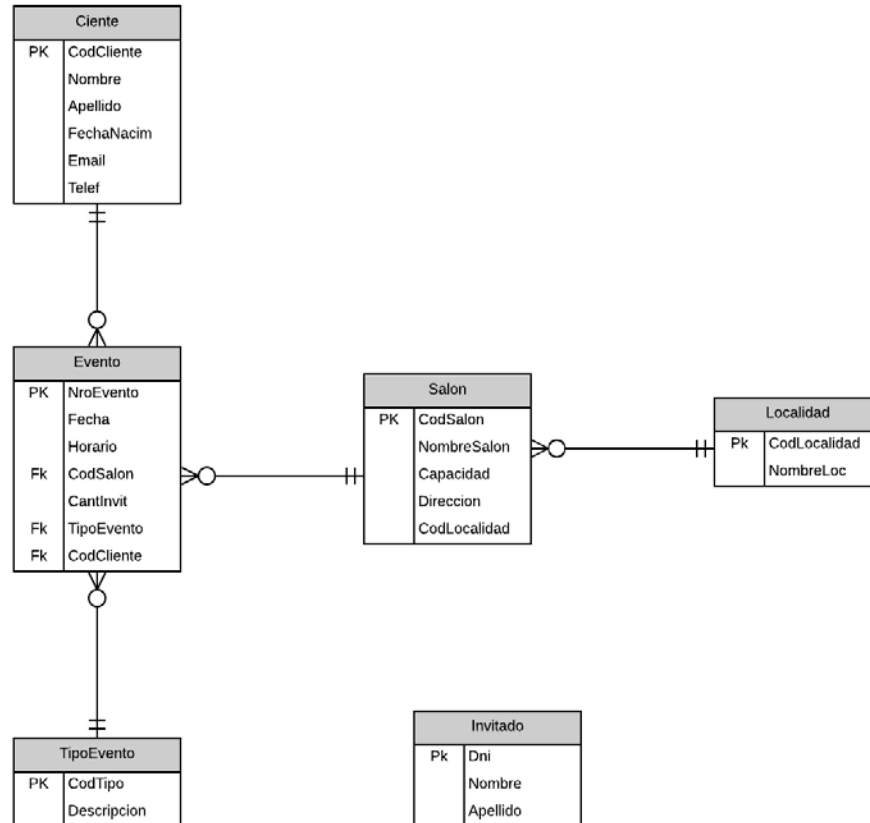 Ciente
PK CodCliente
Nombre
Apellido
FechaNacim
Email
Telef
Evento
PK NroEvento
Fecha
Horario
Fk CodSalon
CantInvit
Fk TipoEvento
Fk CodCliente
Salon
PK CodSalon
NombreSalon
Capacidad
Direccion
CodLocalidad
Localidad
Pk CodLocalidad
NombreLoc
TipoEvento
PK CodTipo
Descripcion
Invitado
Pk Dni
Nombre
Apellido